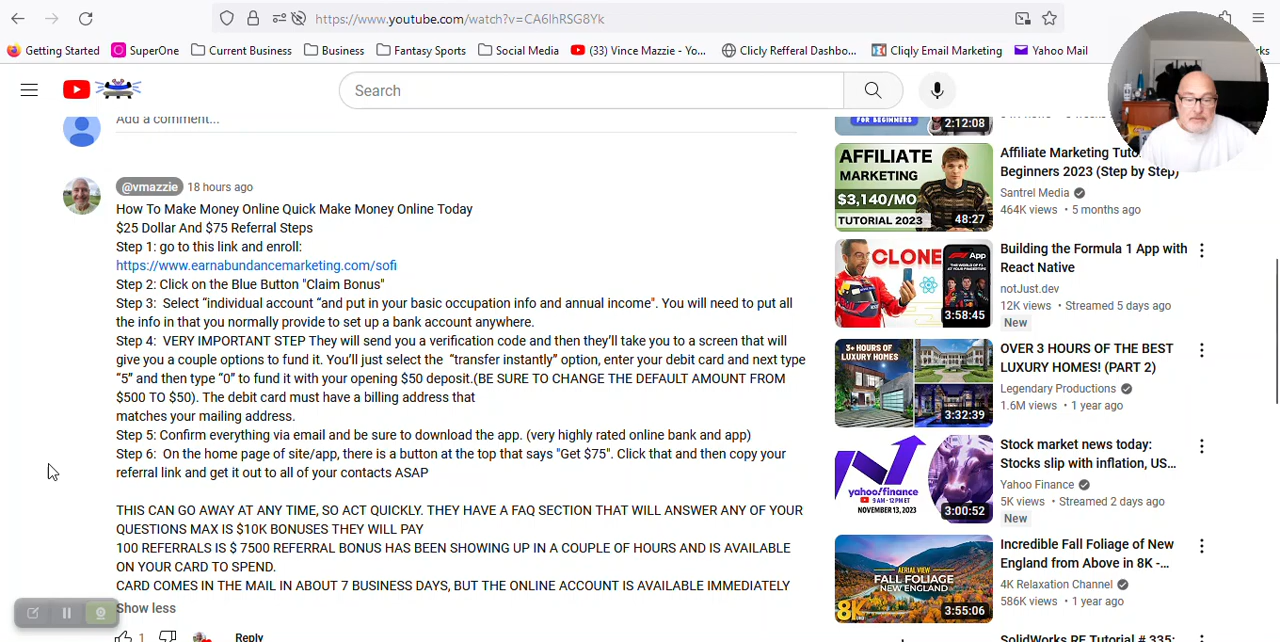 https://www.youtube.com/watch?v=CA6lhRSG8Yk
Getting Started
SuperOne
Current Business
Business
Fantasy Sports
Social Media
(33) Vince Mazzie - Yo...
Clicly Refferal Dashbo...
Cliqly Email Marketing
Yahoo Mail
Search
Add a comment...
@vmazzie 18 hours ago
How To Make Money Online Quick Make Money Online Today
$25 Dollar And $75 Referral Steps
Step 1: go to this link and enroll:
https://www.earnabundancemarketing.com/sofi
Step 2: Click on the Blue Button "Claim Bonus"
Step 3: Select “individual account “and put in your basic occupation info and annual income". You will need to put all
the info in that you normally provide to set up a bank account anywhere.
Step 4: VERY IMPORTANT STEP They will send you a verification code and then they’ll take you to a screen that will
give you a couple options to fund it. You’ll just select the “transfer instantly” option, enter your debit card and next type
“5” and then type “0” to fund it with your opening $50 deposit.(BE SURE TO CHANGE THE DEFAULT AMOUNT FROM
$500 TO $50). The debit card must have a billing address that
matches your mailing address.
Step 5: Confirm everything via email and be sure to download the app. (very highly rated online bank and app)
Step 6: On the home page of site/app, there is a button at the top that says "Get $75". Click that and then copy your
referral link and get it out to all of your contacts ASAP
THIS CAN GO AWAY AT ANY TIME, SO ACT QUICKLY. THEY HAVE A FAQ SECTION THAT WILL ANSWER ANY OF YOUR
QUESTIONS MAX IS $10K BONUSES THEY WILL PAY
100 REFERRALS IS $ 7500 REFERRAL BONUS HAS BEEN SHOWING UP IN A COUPLE OF HOURS AND IS AVAILABLE
ON YOUR CARD TO SPEND.
CARD COMES IN THE MAIL IN ABOUT 7 BUSINESS DAYS, BUT THE ONLINE ACCOUNT IS AVAILABLE IMMEDIATELY
Show less
1
Reply
FOR BEGINNERS
2:12:08
AFFILIATE
MARKETING
$3,140/MO
TUTORIAL 2023
48:27
Affiliate Marketing
Beginners 2023 (Step by Step)
Santrel Media
464K views • 5 months ago
CLONE
App
3:58:45
Building the Formula 1 App with
React Native
notJust.dev
12K views • Streamed 5 days ago
New
3+ HOURS OF
LUXURY HOMES!
3:32:39
OVER 3 HOURS OF THE BEST
LUXURY HOMES! (PART 2)
Legendary Productions
1.6M views • 1 year ago
yahoo!finance
9 AM - 12PM ET
NOVEMBER 13, 2023
3:00:52
Stock market news today:
Stocks slip with inflation, US...
Yahoo Finance
5K views • Streamed 2 days ago
New
AERIAL VIEW
FALL FOLIAGE
NEW ENGLAND
8K
3:55:06
Incredible Fall Foliage of New
England from Above in 8K -...
4K Relaxation Channel
586K views • 1 year ago
SolidWorks RE Tutorial # 335: